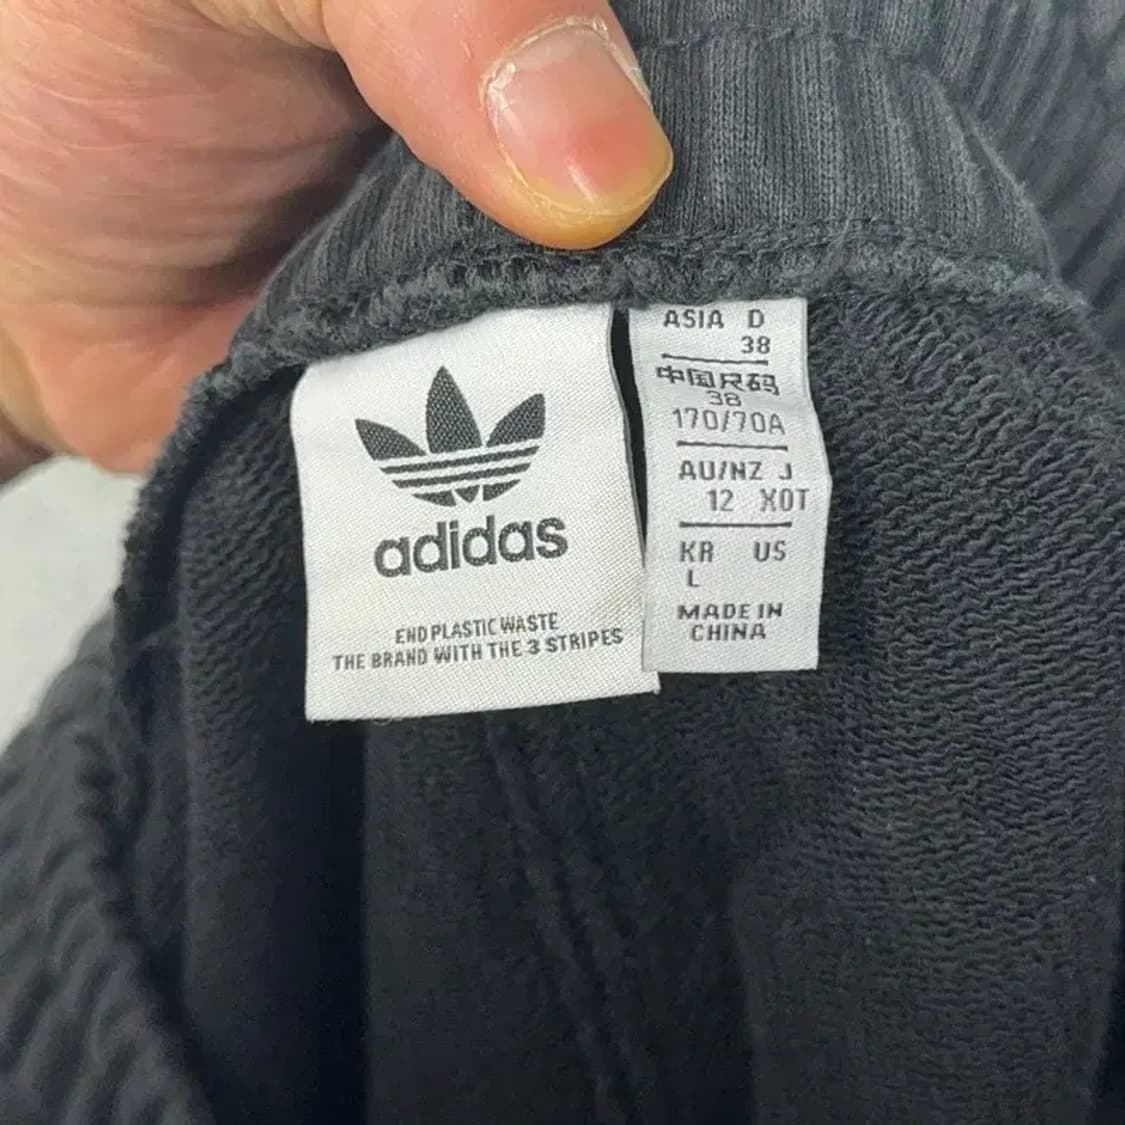 adidas
END PLASTIC WASTE
THE BRAND WITH THE 3 STRIPES
ASIA D
38
中国尺码
38
170/70A
AU/NZ J
12 XOT
KR US
L
MADE IN
CHINA